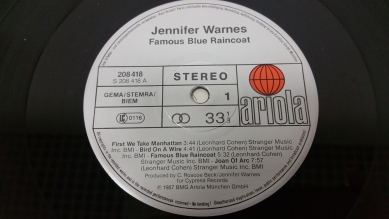 Jennifer Warnes
Famous Blue Raincoat
208 418
S 208 418 A
STEREO
GEMA/STEMRA/
BIEM
1
LC 0116
33 1/3
ariola
First We Take Manhattan 3:44 (Leonhard Cohen) Stranger Music
Inc. BMI - Bird On A Wire 4:41 (Leonhard Cohen) Stranger Music
Inc. BMI - Famous Blue Raincoat 5:32 (Leonhard Cohen)
Stranger Music Inc. BMI - Joan Of Arc 7:57
(Leonhard Cohen) Stranger Music Inc. BMI
Produced by C. Roscoe Beck/Jennifer Warnes
for Cypress Records
℗ 1987 BMG Ariola München GmbH